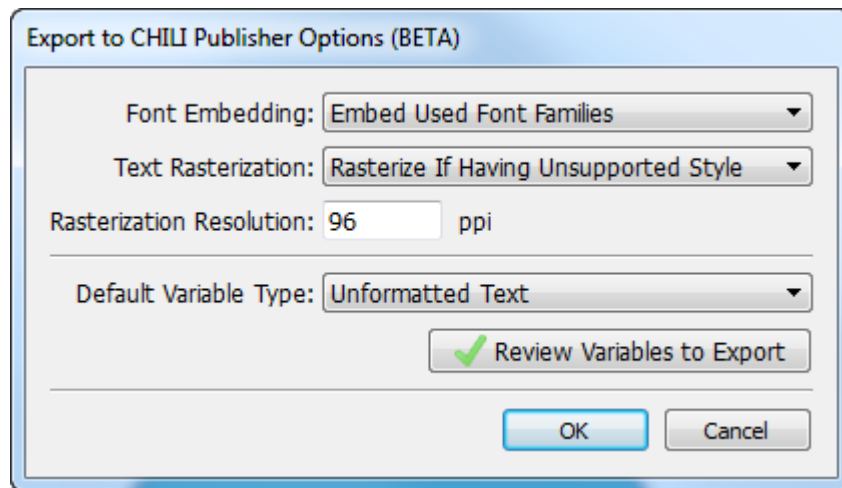 Export to CHILI Publisher Options (BETA)
Font Embedding: Embed Used Font Families
Text Rasterization: Rasterize If Having Unsupported Style
Rasterization Resolution: 96 ppi
Default Variable Type: Unformatted Text
Review Variables to Export
OK Cancel